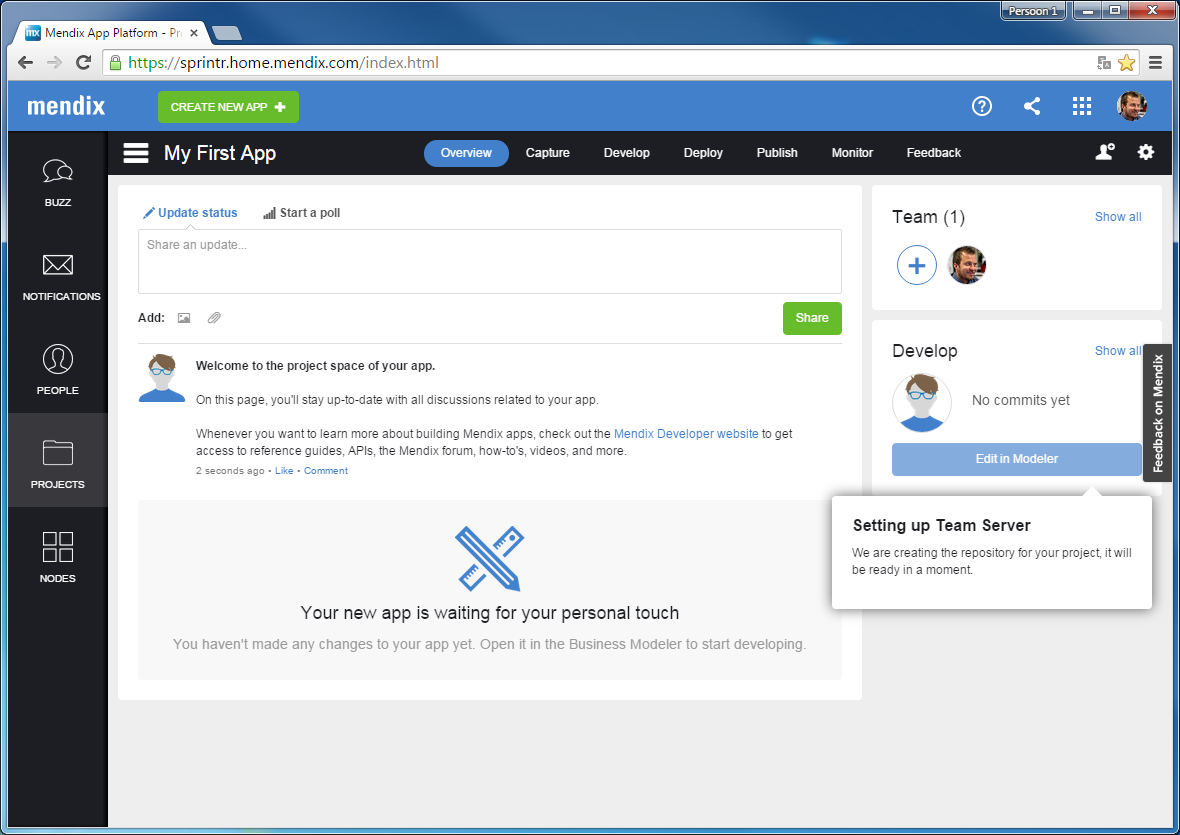 Persoon 1
mx Mendix App Platform - Pr
https://sprintr.home.mendix.com/index.html
mendix
CREATE NEW APP +
?
My First App
Overview
Capture
Develop
Deploy
Publish
Monitor
Feedback
BUZZ
NOTIFICATIONS
PEOPLE
PROJECTS
NODES
Update status
Start a poll
Share an update...
Add:
Share
Welcome to the project space of your app.
On this page, you'll stay up-to-date with all discussions related to your app.
Whenever you want to learn more about building Mendix apps, check out the Mendix Developer website to get
access to reference guides, APIs, the Mendix forum, how-to's, videos, and more.
2 seconds ago • Like • Comment
Your new app is waiting for your personal touch
You haven't made any changes to your app yet. Open it in the Business Modeler to start developing.
Team (1)
Show all
Develop
Show all
No commits yet
Edit in Modeler
Feedback on Mendix
Setting up Team Server
We are creating the repository for your project, it will
be ready in a moment.